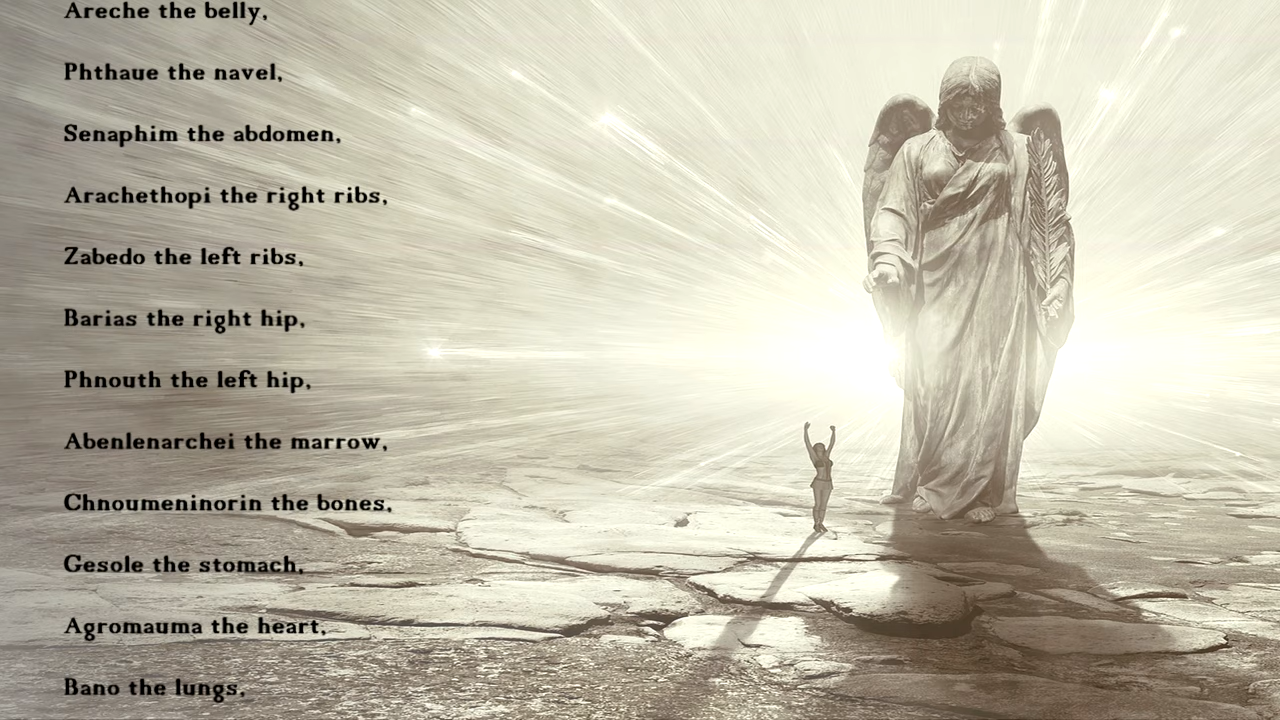 Areche the belly,
Phthaue the navel,
Senaphim the abdomen,
Arachethopi the right ribs,
Zabedo the left ribs,
Barias the right hip,
Phnouth the left hip,
Abenlenarchei the marrow,
Chnoumeninorin the bones,
Gesole the stomach,
Agromauma the heart,
Bano the lungs,